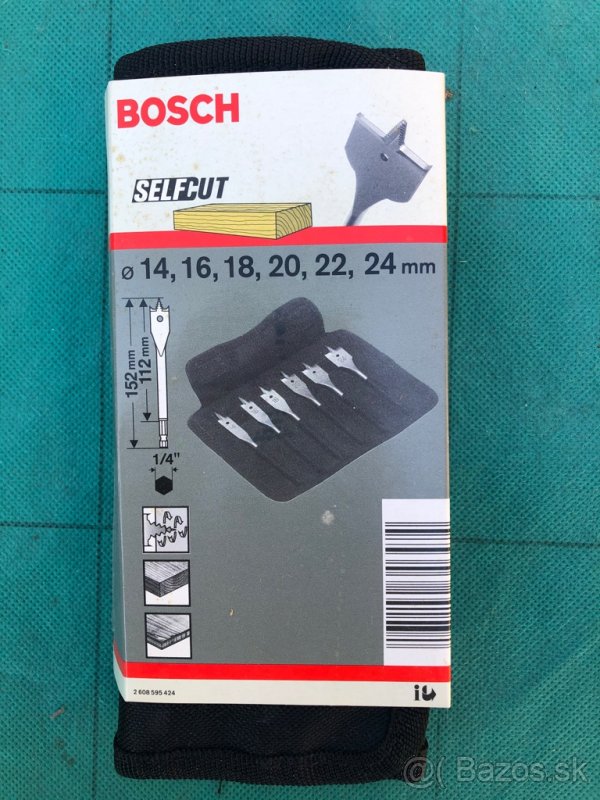 BOSCH
SELFCUT
ø 14, 16, 18, 20, 22, 24 mm
152 mm
112 mm
1/4"
2 608 595 424
@( Bazos.sk